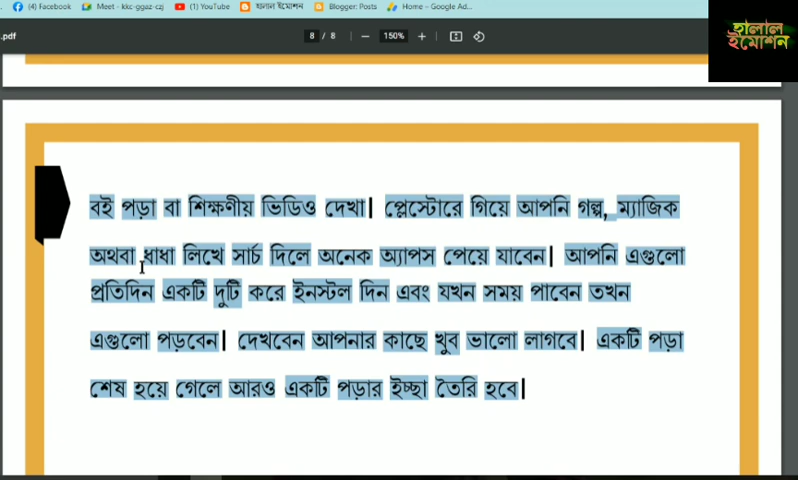 (4) Facebook Meet – kkc-ggaz-czj (1) YouTube হালাল ইমোশন Blogger: Posts Home – Google Ad...
হালাল
ইমোশন
.pdf 8 / 8 — 150% +
বই পড়া বা শিক্ষণীয় ভিডিও দেখা। প্লেস্টোরে গিয়ে আপনি গল্প, ম্যাজিক
অথবা ধাধা লিখে সার্চ দিলে অনেক অ্যাপস পেয়ে যাবেন। আপনি এগুলো
প্রতিদিন একটি দুটি করে ইনস্টল দিন এবং যখন সময় পাবেন তখন
এগুলো পড়বেন। দেখবেন আপনার কাছে খুব ভালো লাগবে। একটি পড়া
শেষ হয়ে গেলে আরও একটি পড়ার ইচ্ছা তৈরি হবে।